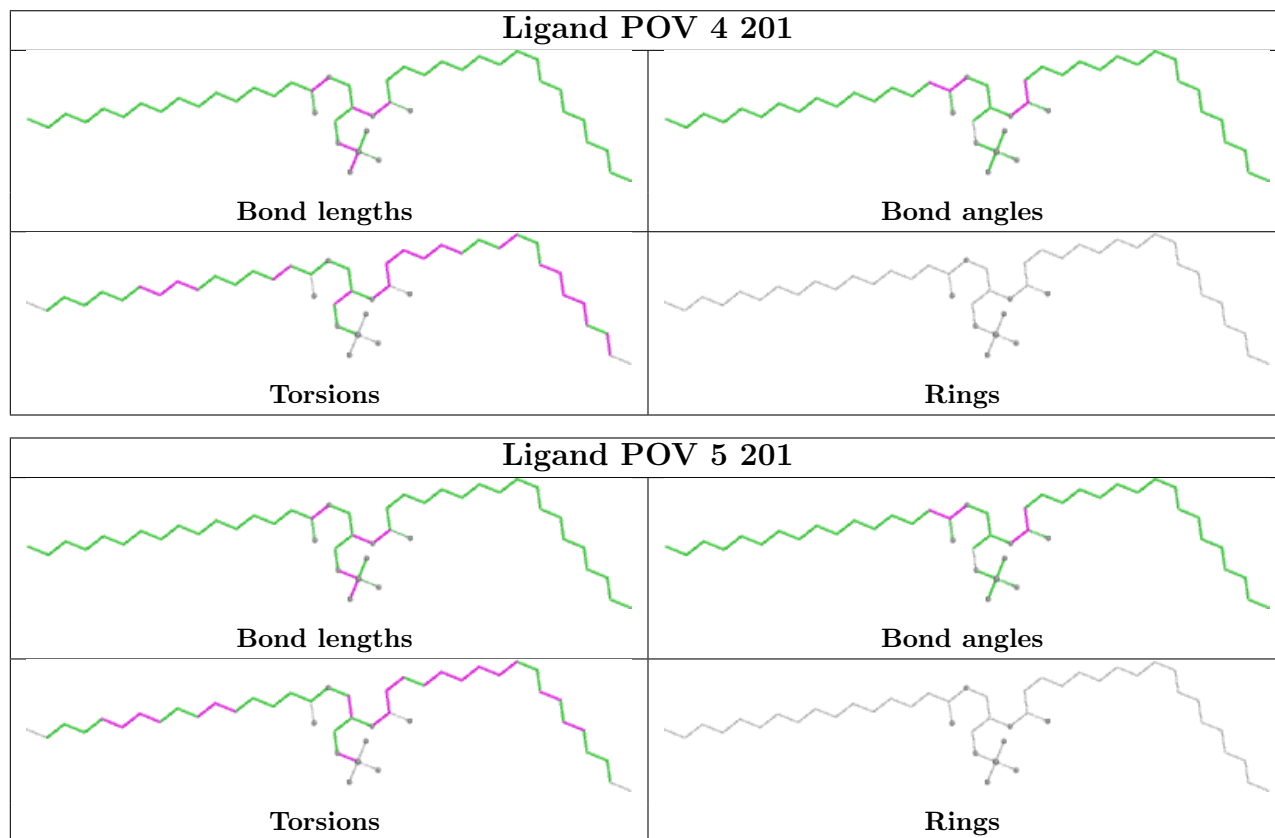 Ligand POV 4 201
Bond lengths
Bond angles
Torsions
Rings
Ligand POV 5 201
Bond lengths
Bond angles
Torsions
Rings